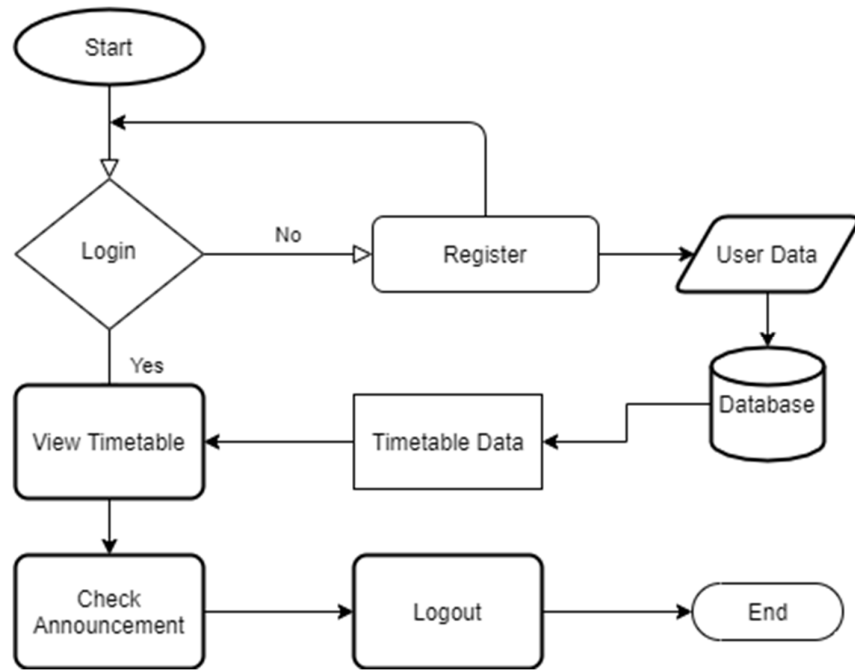 Start
Login
No
Register
User Data
Yes
Database
View Timetable
Timetable Data
Check
Announcement
Logout
End